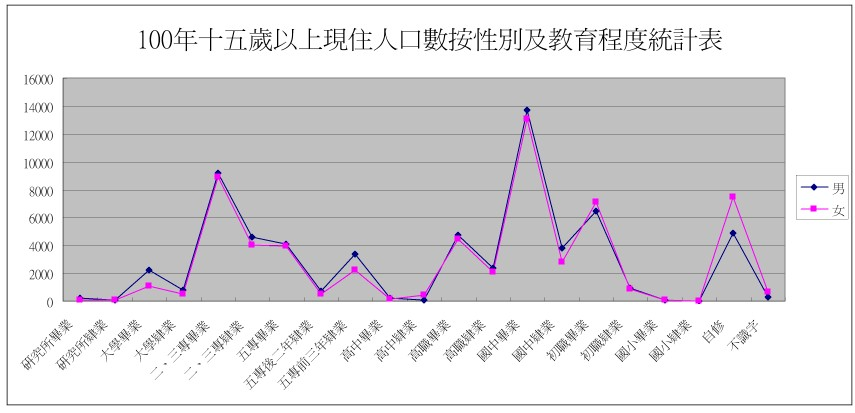 100年十五歲以上現住人口數按性別及教育程度統計表
16000
14000
12000
10000
8000
6000
4000
2000
0
男
女
研究所畢業
研究所肄業
大學畢業
大學肄業
二、三專畢業
二、三專肄業
五專畢業
五專後二年肄業
五專前三年肄業
高中畢業
高中肄業
高職畢業
高職肄業
國中畢業
國中肄業
初職畢業
初職肄業
國小畢業
國小肄業
自修
不識字